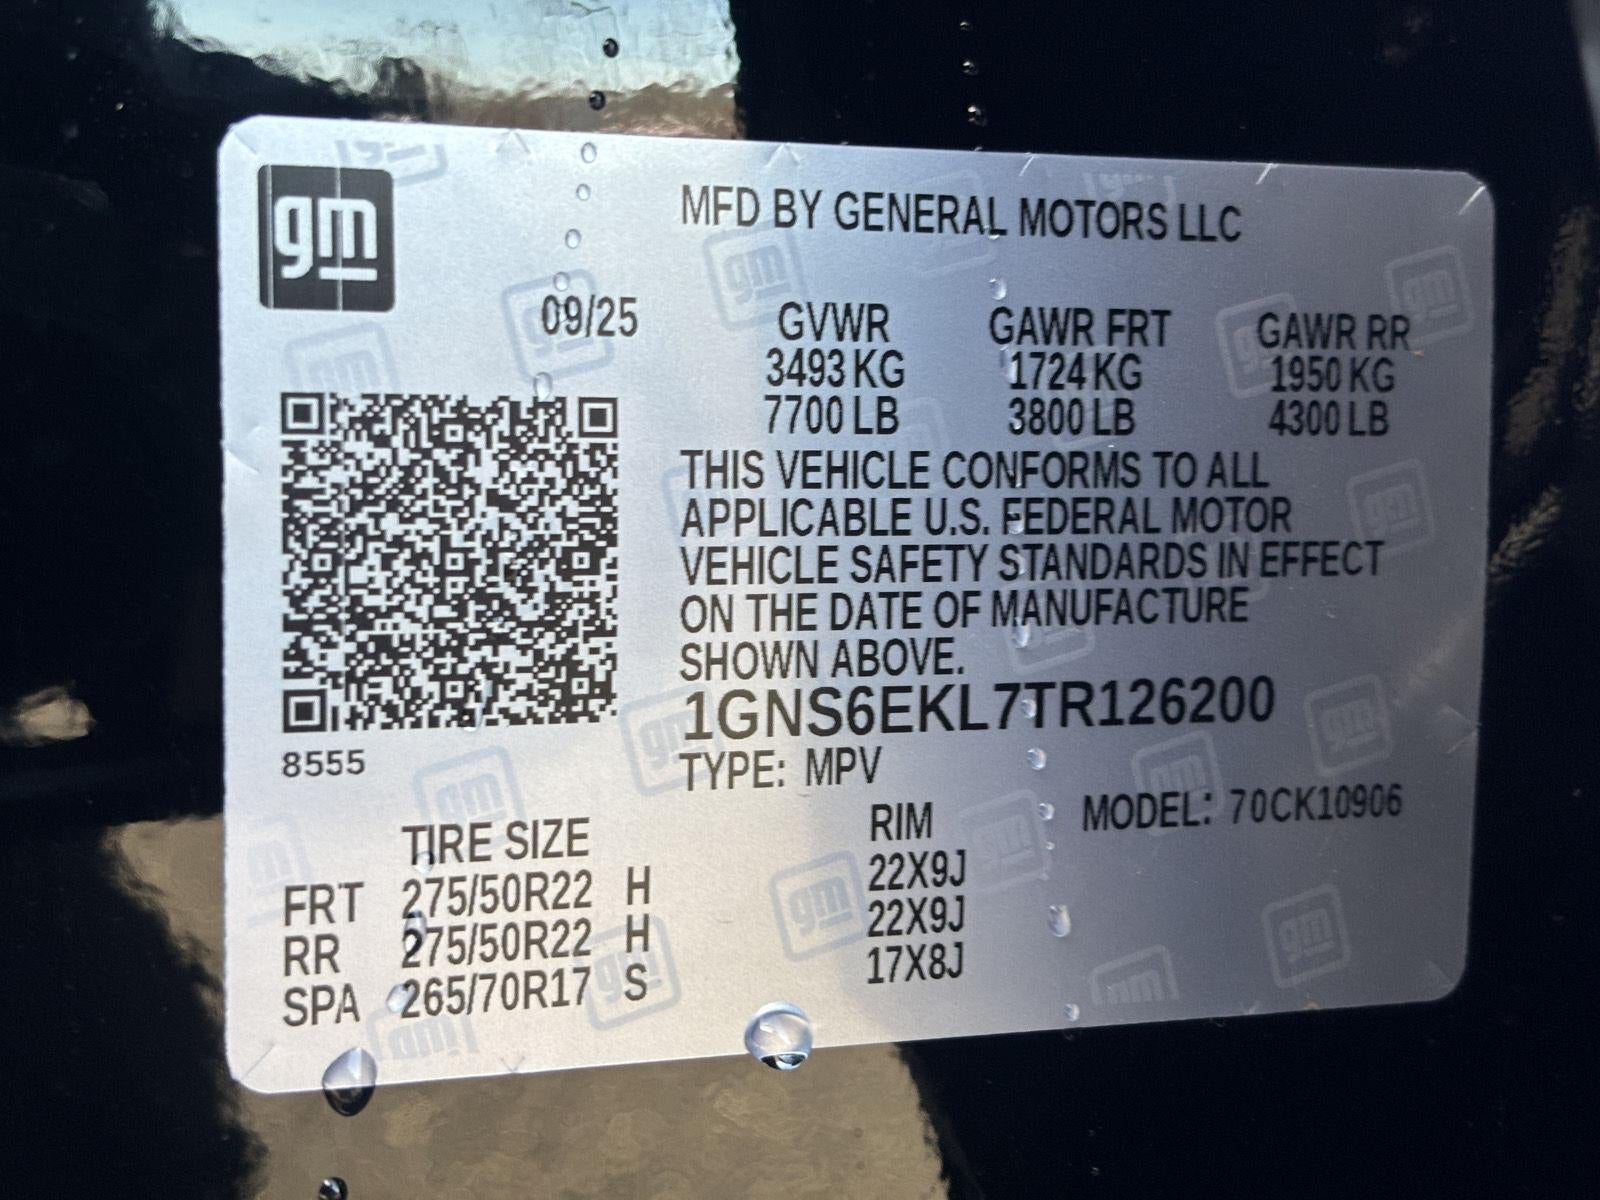 gm
MFD BY GENERAL MOTORS LLC
09/25
GVWR GAWR FRT GAWR RR
3493 KG 1724 KG 1950 KG
7700 LB 3800 LB 4300 LB
THIS VEHICLE CONFORMS TO ALL
APPLICABLE U.S. FEDERAL MOTOR
VEHICLE SAFETY STANDARDS IN EFFECT
ON THE DATE OF MANUFACTURE
SHOWN ABOVE.
1GNS6EKL7TR126200
8555
TYPE: MPV
MODEL: 70CK10906
TIRE SIZE RIM
FRT 275/50R22 H 22X9J
RR 275/50R22 H 22X9J
SPA 265/70R17 S 17X8J